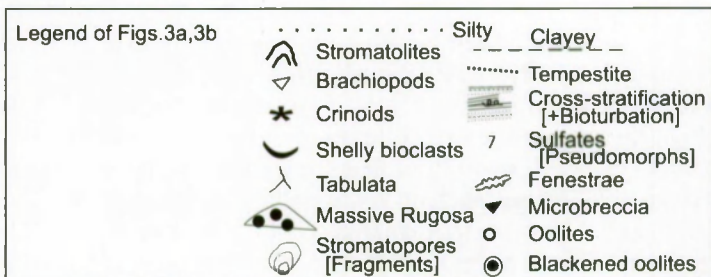 Legend of Figs.3a,3b
Silty
Clayey
Stromatolites
Brachiopods
Crinoids
Shelly bioclasts
Tabulata
Massive Rugosa
Stromatopores
[Fragments]
Tempestite
Cross-stratification
[+Bioturbation]
Sulfates
[Pseudomorphs]
Fenestrae
Microbreccia
Oolites
Blackened oolites